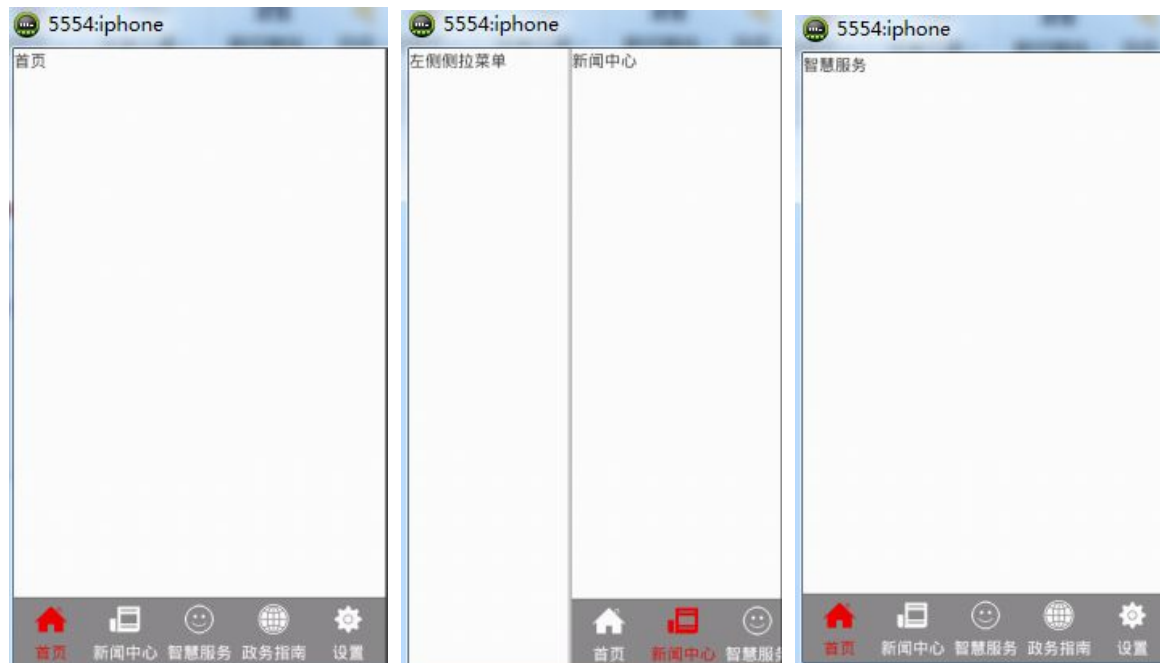 5554:iphone
首页
首页 新闻中心 智慧服务 政务指南 设置
5554:iphone
左侧侧拉菜单 新闻中心
首页 新闻中心 智慧服
5554:iphone
智慧服务
首页 新闻中心 智慧服务 政务指南 设置